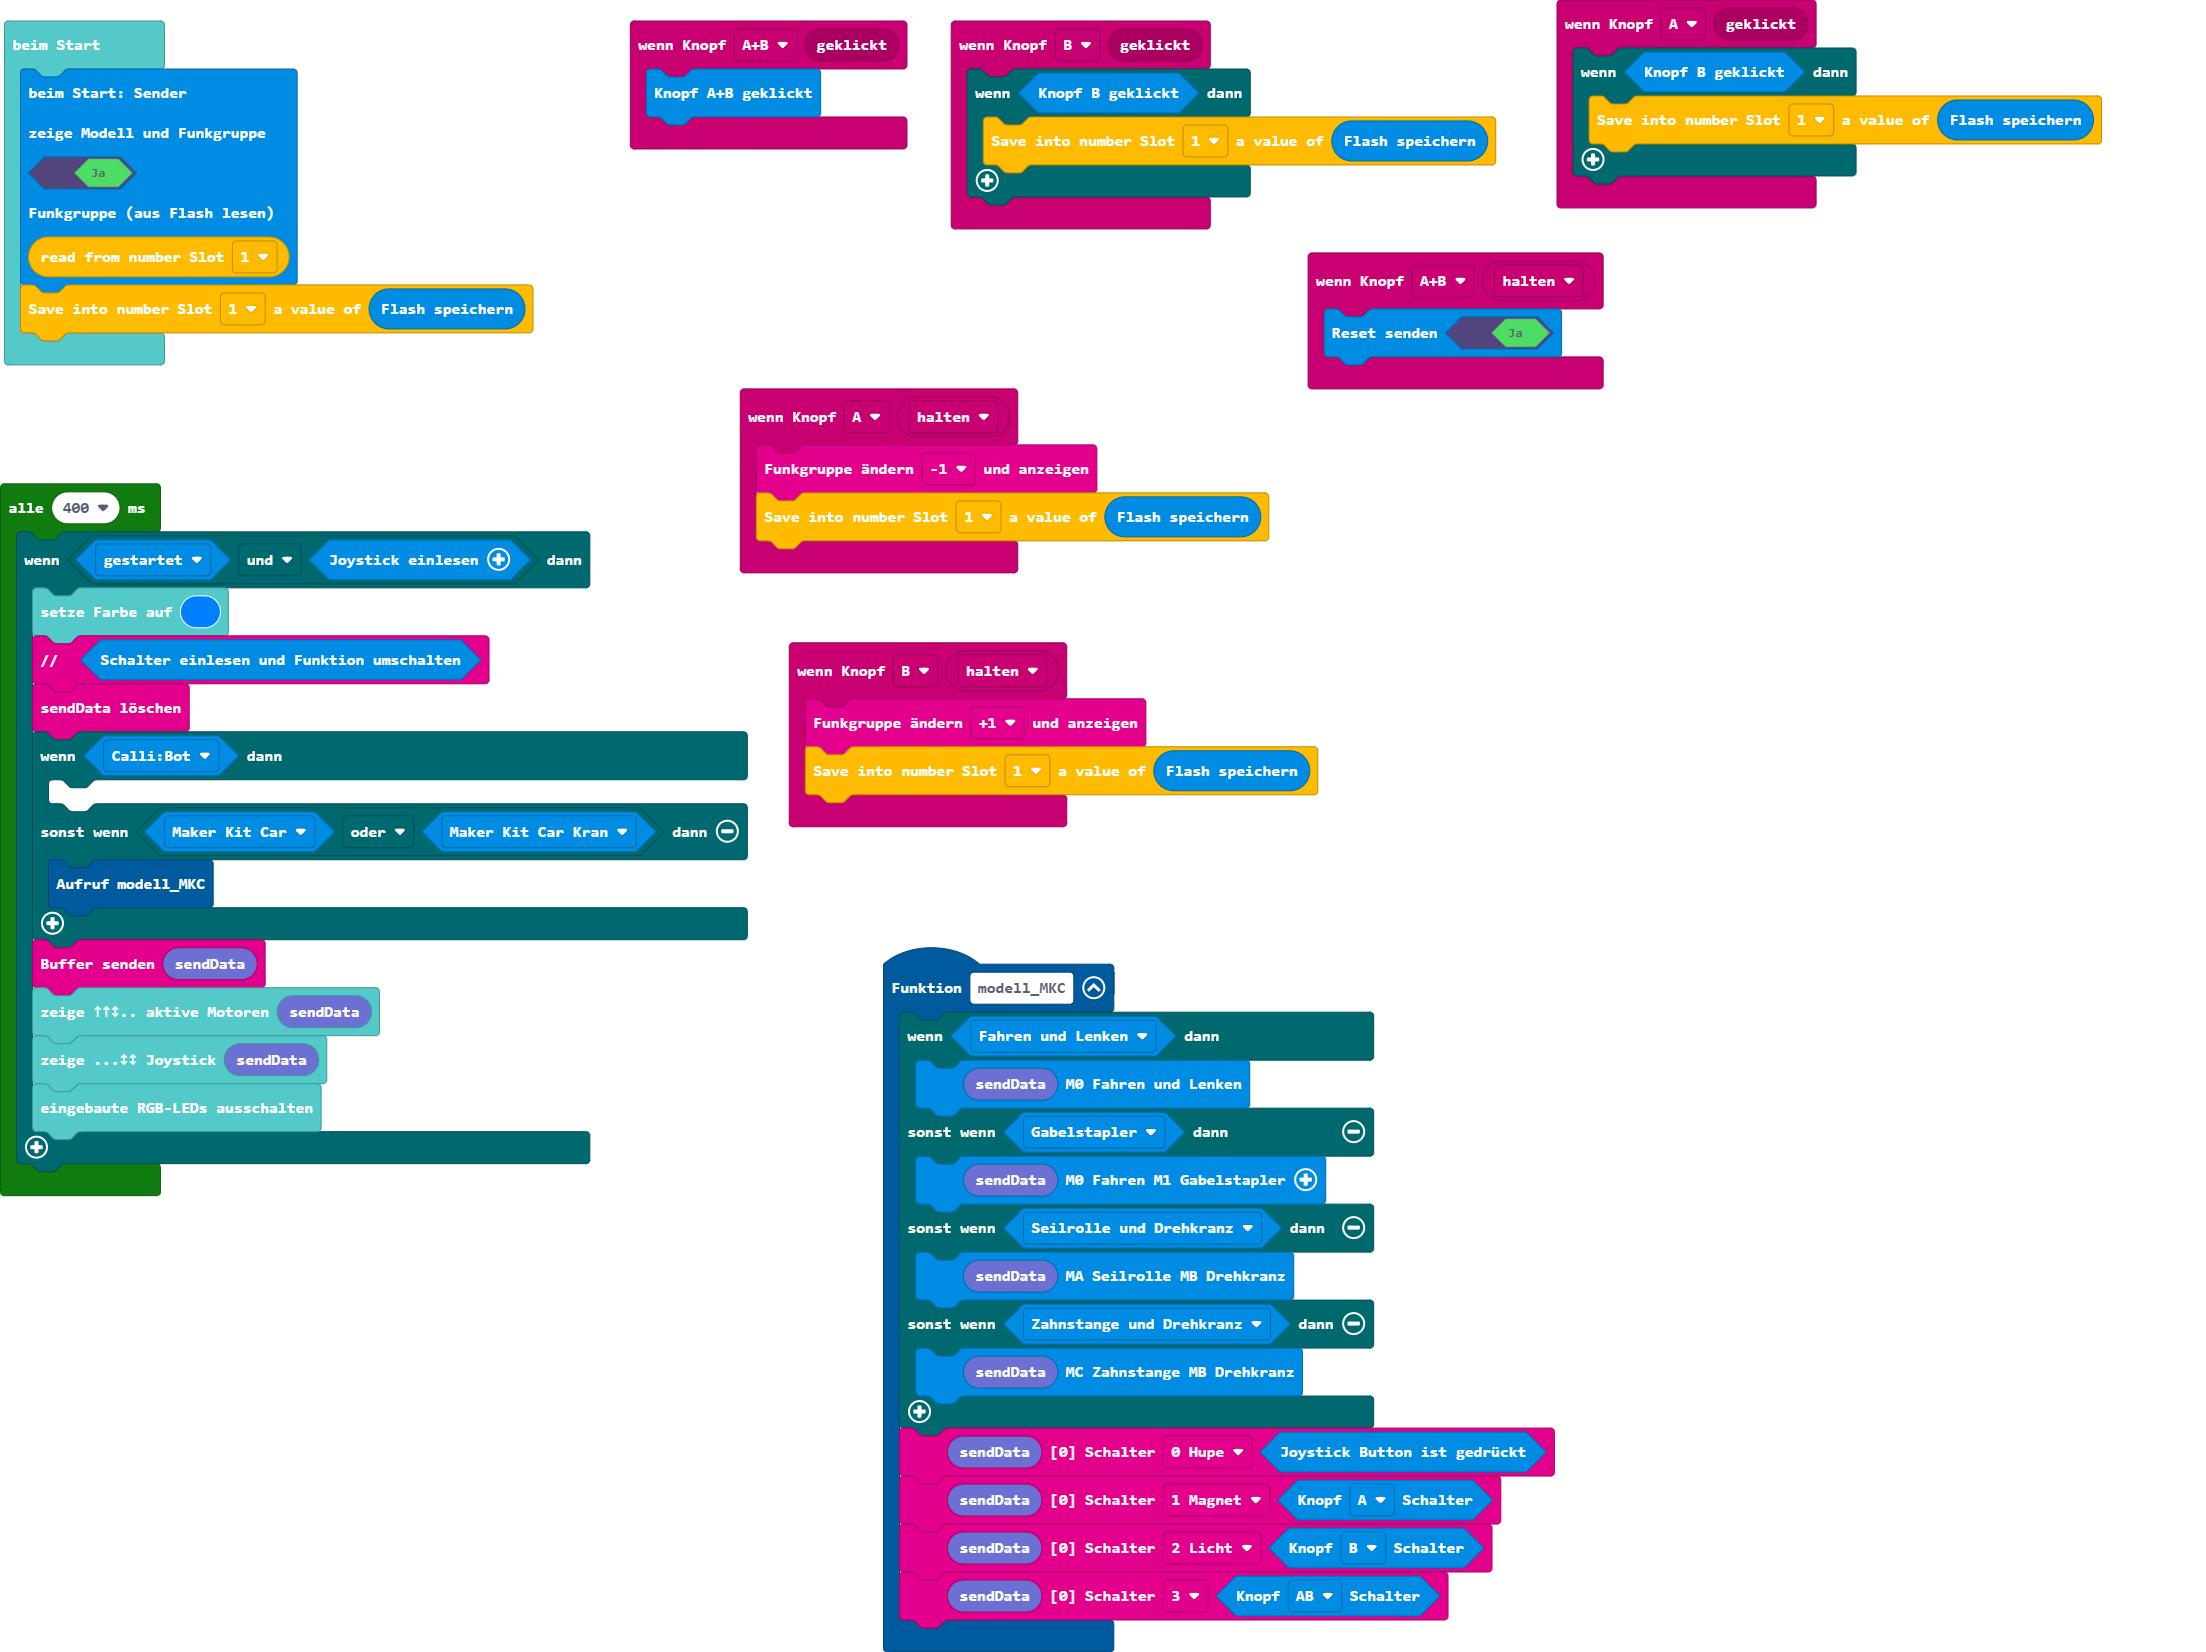 beim Start
beim Start: Sender
zeige Modell und Funkgruppe
Ja
Funkgruppe (aus Flash lesen)
read from number Slot 1
Save into number Slot 1 a value of Flash speichern
wenn Knopf A+B geklickt
Knopf A+B geklickt
wenn Knopf B geklickt
wenn Knopf B geklickt dann
Save into number Slot 1 a value of Flash speichern
wenn Knopf A geklickt
wenn Knopf B geklickt dann
Save into number Slot 1 a value of Flash speichern
wenn Knopf A+B halten
Reset senden Ja
wenn Knopf A halten
Funkgruppe ändern -1 und anzeigen
Save into number Slot 1 a value of Flash speichern
alle 400 ms
wenn gestartet und Joystick einlesen dann
setze Farbe auf
// Schalter einlesen und Funktion umschalten
sendData löschen
wenn Calli:Bot dann
sonst wenn Maker Kit Car oder Maker Kit Car Kran dann
Aufruf modell_MKC
Buffer senden sendData
zeige ↑↑↕.. aktive Motoren sendData
zeige ...↕↕ Joystick sendData
eingebaute RGB-LEDs ausschalten
wenn Knopf B halten
Funkgruppe ändern +1 und anzeigen
Save into number Slot 1 a value of Flash speichern
Funktion modell_MKC
wenn Fahren und Lenken dann
sendData M0 Fahren und Lenken
sonst wenn Gabelstapler dann
sendData M0 Fahren M1 Gabelstapler
sonst wenn Seilrolle und Drehkranz dann
sendData MA Seilrolle MB Drehkranz
sonst wenn Zahnstange und Drehkranz dann
sendData MC Zahnstange MB Drehkranz
sendData [0] Schalter 0 Hupe Joystick Button ist gedrückt
sendData [0] Schalter 1 Magnet Knopf A Schalter
sendData [0] Schalter 2 Licht Knopf B Schalter
sendData [0] Schalter 3 Knopf AB Schalter